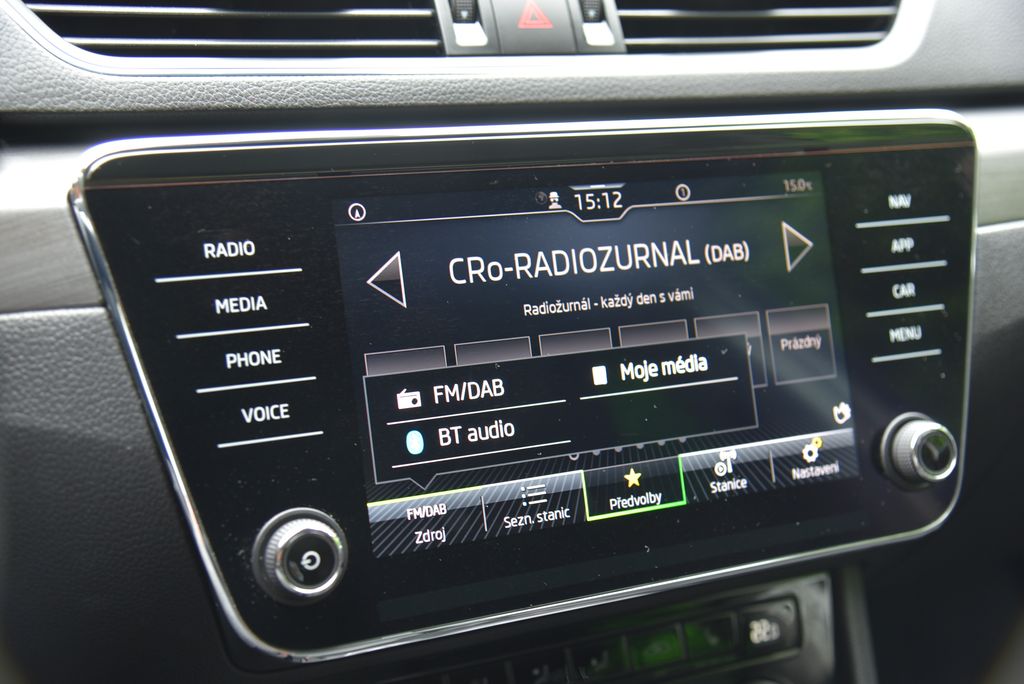 15:12
15.0°C
CRo-RADIOZURNAL (DAB)
Radiožurnál - každý den s vámi
RADIO
MEDIA
PHONE
VOICE
NAV
APP
CAR
MENU
Prázdný
FM/DAB
Moje média
BT audio
FM/DAB
Zdroj
Sezn. stanic
Předvolby
Stanice
Nastavení